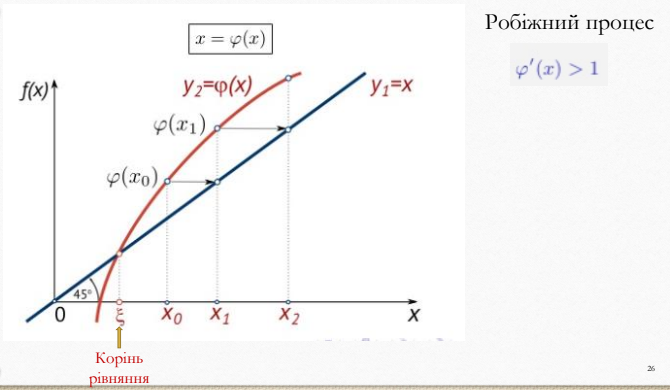 Робіжний процес
x = φ(x)
φ′(x) > 1
f(x)
y₂=φ(x)
y₁=x
φ(x₁)
φ(x₀)
45°
0
ξ
x₀
x₁
x₂
x
Корінь
рівняння
26